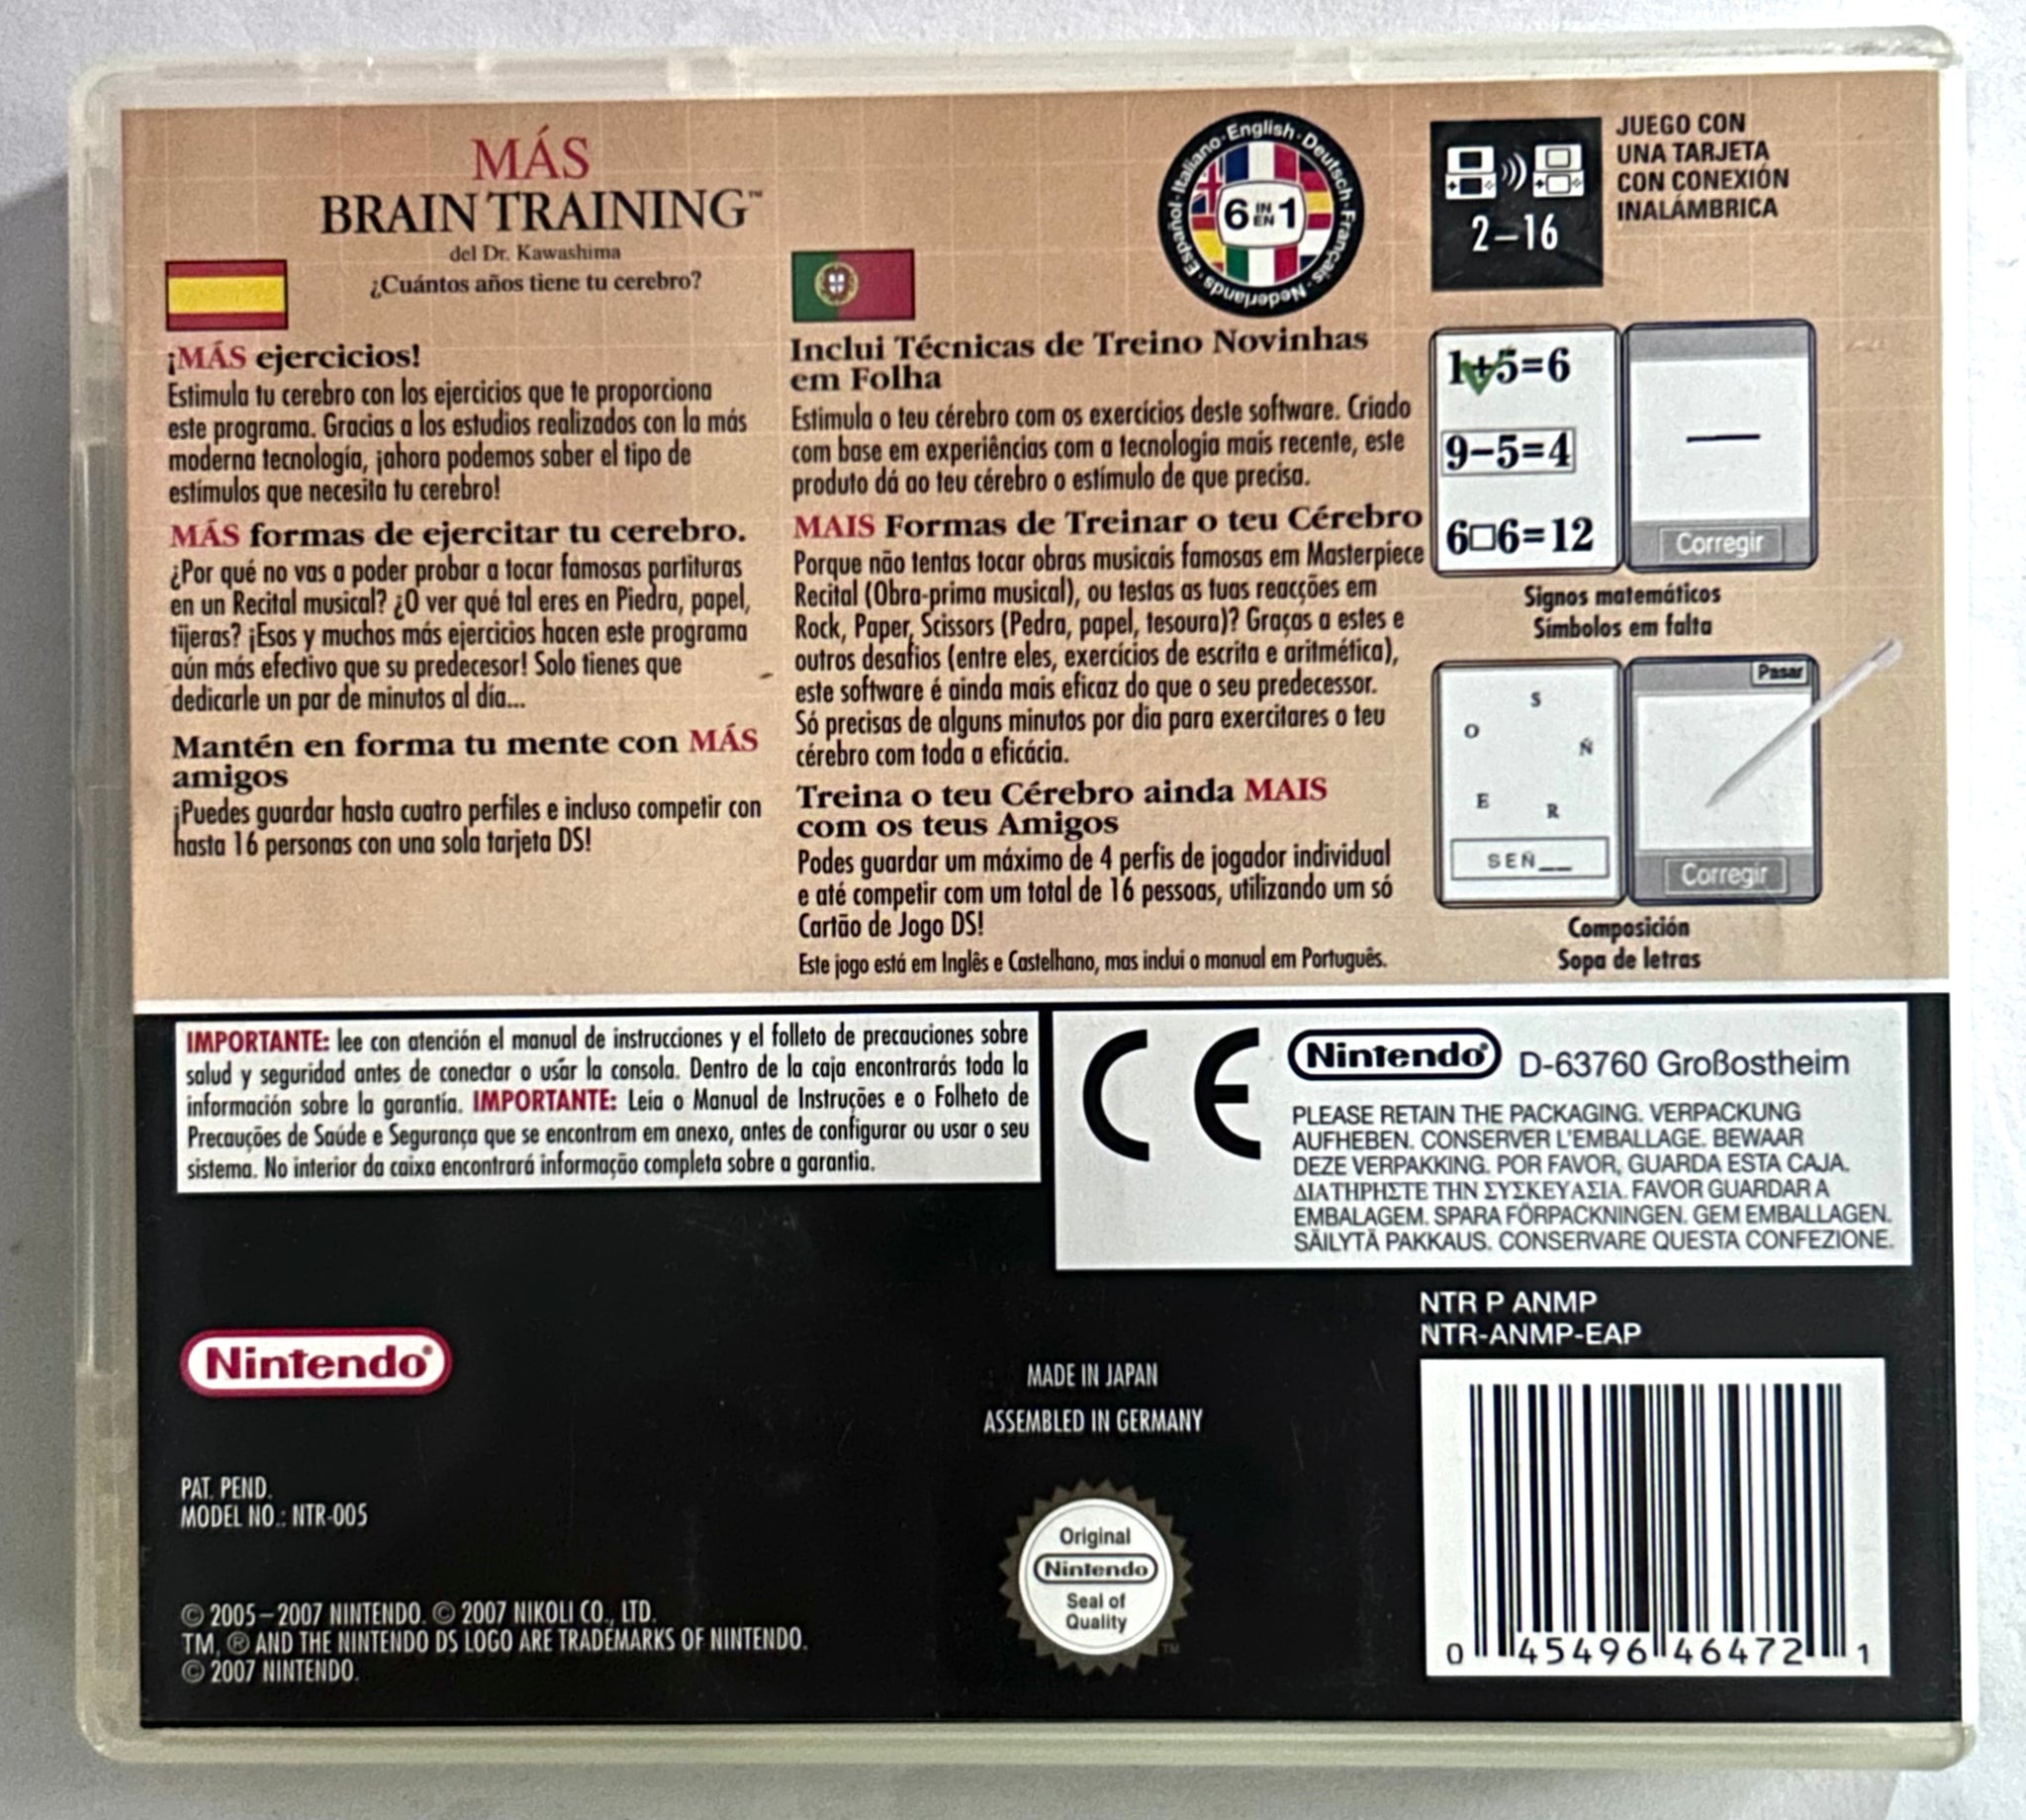 MÁS
BRAIN TRAINING™
del Dr. Kawashima
¿Cuántos años tiene tu cerebro?
¡MÁS ejercicios!
Estimula tu cerebro con los ejercicios que te proporciona
este programa. Gracias a los estudios realizados con la más
moderna tecnología, ¡ahora podemos saber el tipo de
estímulos que necesita tu cerebro!
MÁS formas de ejercitar tu cerebro.
¿Por qué no vas a poder probar a tocar famosas partituras
en un Recital musical? ¿O ver qué tal eres en Piedra, papel,
tijeras? ¡Esos y muchos más ejercicios hacen este programa
aún más efectivo que su predecesor! Solo tienes que
dedicarle un par de minutos al día...
Mantén en forma tu mente con MÁS
amigos
¡Puedes guardar hasta cuatro perfiles e incluso competir con
hasta 16 personas con una sola tarjeta DS!
Inclui Técnicas de Treino Novinhas
em Folha
Estimula o teu cérebro com os exercícios deste software. Criado
com base em experiências com a tecnologia mais recente, este
produto dá ao teu cérebro o estímulo de que precisa.
MAIS Formas de Treinar o teu Cérebro
Porque não tentas tocar obras musicais famosas em Masterpiece
Recital (Obra-prima musical), ou testas as tuas reacções em
Rock, Paper, Scissors (Pedra, papel, tesoura)? Graças a estes e
outros desafios (entre eles, exercícios de escrita e aritmética),
este software é ainda mais eficaz do que o seu predecessor.
Só precisas de alguns minutos por dia para exercitares o teu
cérebro com toda a eficácia.
Treina o teu Cérebro ainda MAIS
com os teus Amigos
Podes guardar um máximo de 4 perfis de jogador individual
e até competir com um total de 16 pessoas, utilizando um só
Cartão de Jogo DS!
Este jogo está em Inglês e Castelhano, mas inclui o manual em Português.
Español · Italiano · English · Deutsch · Français · Nederlands ·
6 IN EN 1
2–16
JUEGO CON
UNA TARJETA
CON CONEXIÓN
INALÁMBRICA
1+5=6
9−5=4
6□6=12
—
Corregir
Signos matemáticos
Símbolos em falta
S
O
Ñ
E
R
SEÑ__
Pasar
Corregir
Composición
Sopa de letras
IMPORTANTE: lee con atención el manual de instrucciones y el folleto de precauciones sobre
salud y seguridad antes de conectar o usar la consola. Dentro de la caja encontrarás toda la
información sobre la garantía. IMPORTANTE: Leia o Manual de Instruções e o Folheto de
Precauções de Saúde e Segurança que se encontram em anexo, antes de configurar ou usar o seu
sistema. No interior da caixa encontrará informação completa sobre a garantia.
CE
Nintendo® D-63760 Großostheim
PLEASE RETAIN THE PACKAGING. VERPACKUNG
AUFHEBEN. CONSERVER L'EMBALLAGE. BEWAAR
DEZE VERPAKKING. POR FAVOR, GUARDA ESTA CAJA.
ΔΙΑΤΗΡΗΣΤΕ ΤΗΝ ΣΥΣΚΕΥΑΣΙΑ. FAVOR GUARDAR A
EMBALAGEM. SPARA FÖRPACKNINGEN. GEM EMBALLAGEN.
SÄILYTÄ PAKKAUS. CONSERVARE QUESTA CONFEZIONE.
NTR P ANMP
NTR-ANMP-EAP
Nintendo®
MADE IN JAPAN
ASSEMBLED IN GERMANY
PAT. PEND.
MODEL NO.: NTR-005
Original
Nintendo
Seal of
Quality
TM
© 2005–2007 NINTENDO. © 2007 NIKOLI CO., LTD.
TM, ® AND THE NINTENDO DS LOGO ARE TRADEMARKS OF NINTENDO.
© 2007 NINTENDO.
0 45496 46472 1